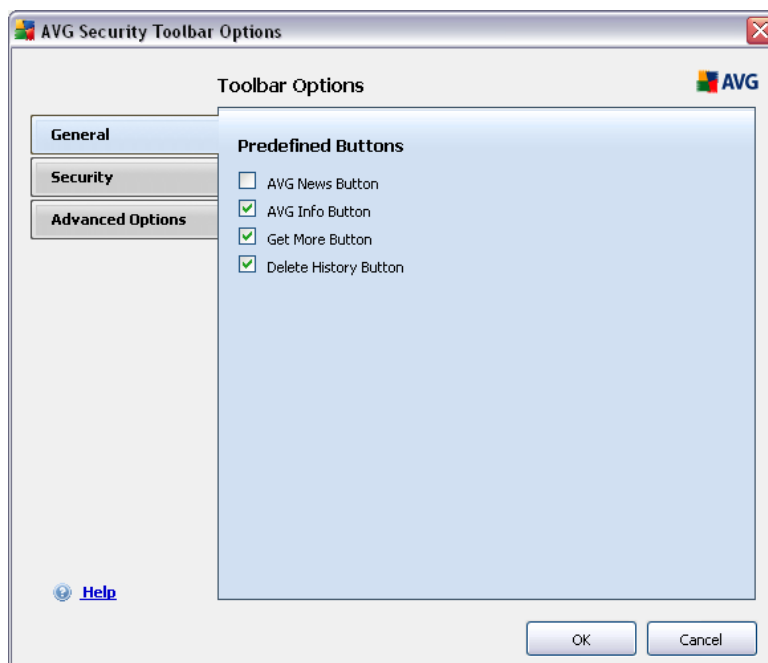 AVG Security Toolbar Options
Toolbar Options
AVG
General
Security
Advanced Options
Predefined Buttons
AVG News Button
AVG Info Button
Get More Button
Delete History Button
Help
OK
Cancel